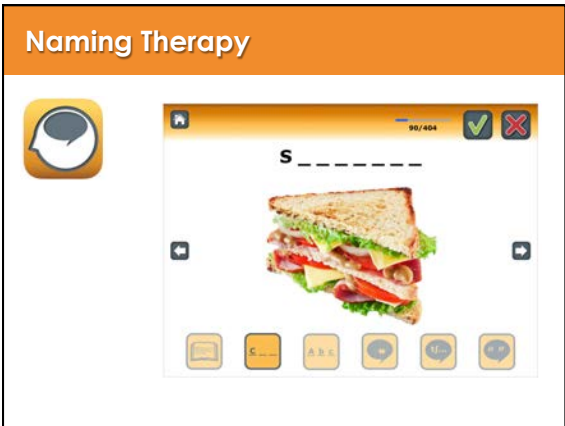 Naming Therapy
90/404
S _ _ _ _ _ _ _
C _ _
A b c